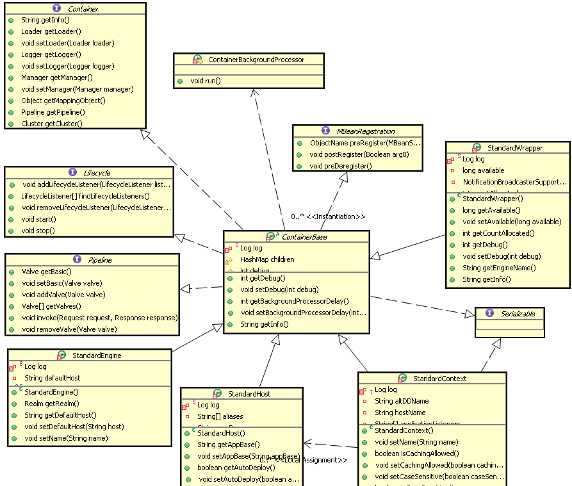 Container
String getInfo()
Loader getLoader()
void setLoader(Loader loader)
Logger getLogger()
void setLogger(Logger logger)
Manager getManager()
void setManager(Manager manager)
Object getMappingObject()
Pipeline getPipeline()
Cluster getCluster()
ContainerBackgroundProcessor
void run()
MBeanRegistration
ObjectName preRegister(MBeanS...
void postRegister(Boolean arg0)
void preDeregister()
StandardWrapper
Log log
long available
NotificationBroadcasterSupport...
StandardWrapper()
long getAvailable()
void setAvailable(long available)
int getCountAllocated()
int getDebug()
void setDebug(int debug)
String getEngineName()
String getInfo()
Lifecycle
void addLifecycleListener(LifecycleListener list...
LifecycleListener[] findLifecycleListeners()
void removeLifecycleListener(LifecycleListener ...
void start()
void stop()
0..* <<Instantiation>>
ContainerBase
Log log
HashMap children
int debug
int getDebug()
void setDebug(int debug)
int getBackgroundProcessorDelay()
void setBackgroundProcessorDelay(int...
String getInfo()
Pipeline
Valve getBasic()
void setBasic(Valve valve)
void addValve(Valve valve)
Valve[] getValves()
void invoke(Request request, Response response)
void removeValve(Valve valve)
Serializable
StandardEngine
Log log
String defaultHost
StandardEngine()
Realm getRealm()
String getDefaultHost()
void setDefaultHost(String host)
void setName(String name)
StandardHost
Log log
String[] aliases
StandardHost()
String getAppBase()
void setAppBase(String appBase)
boolean getAutoDeploy()
void setAutoDeploy(boolean a...
<<Local Assignment>>
StandardContext
Log log
String altDDName
String hostName
StandardContext()
void setName(String name)
boolean isCachingAllowed()
void setCachingAllowed(boolean cachin...
void setCaseSensitive(boolean caseSen...